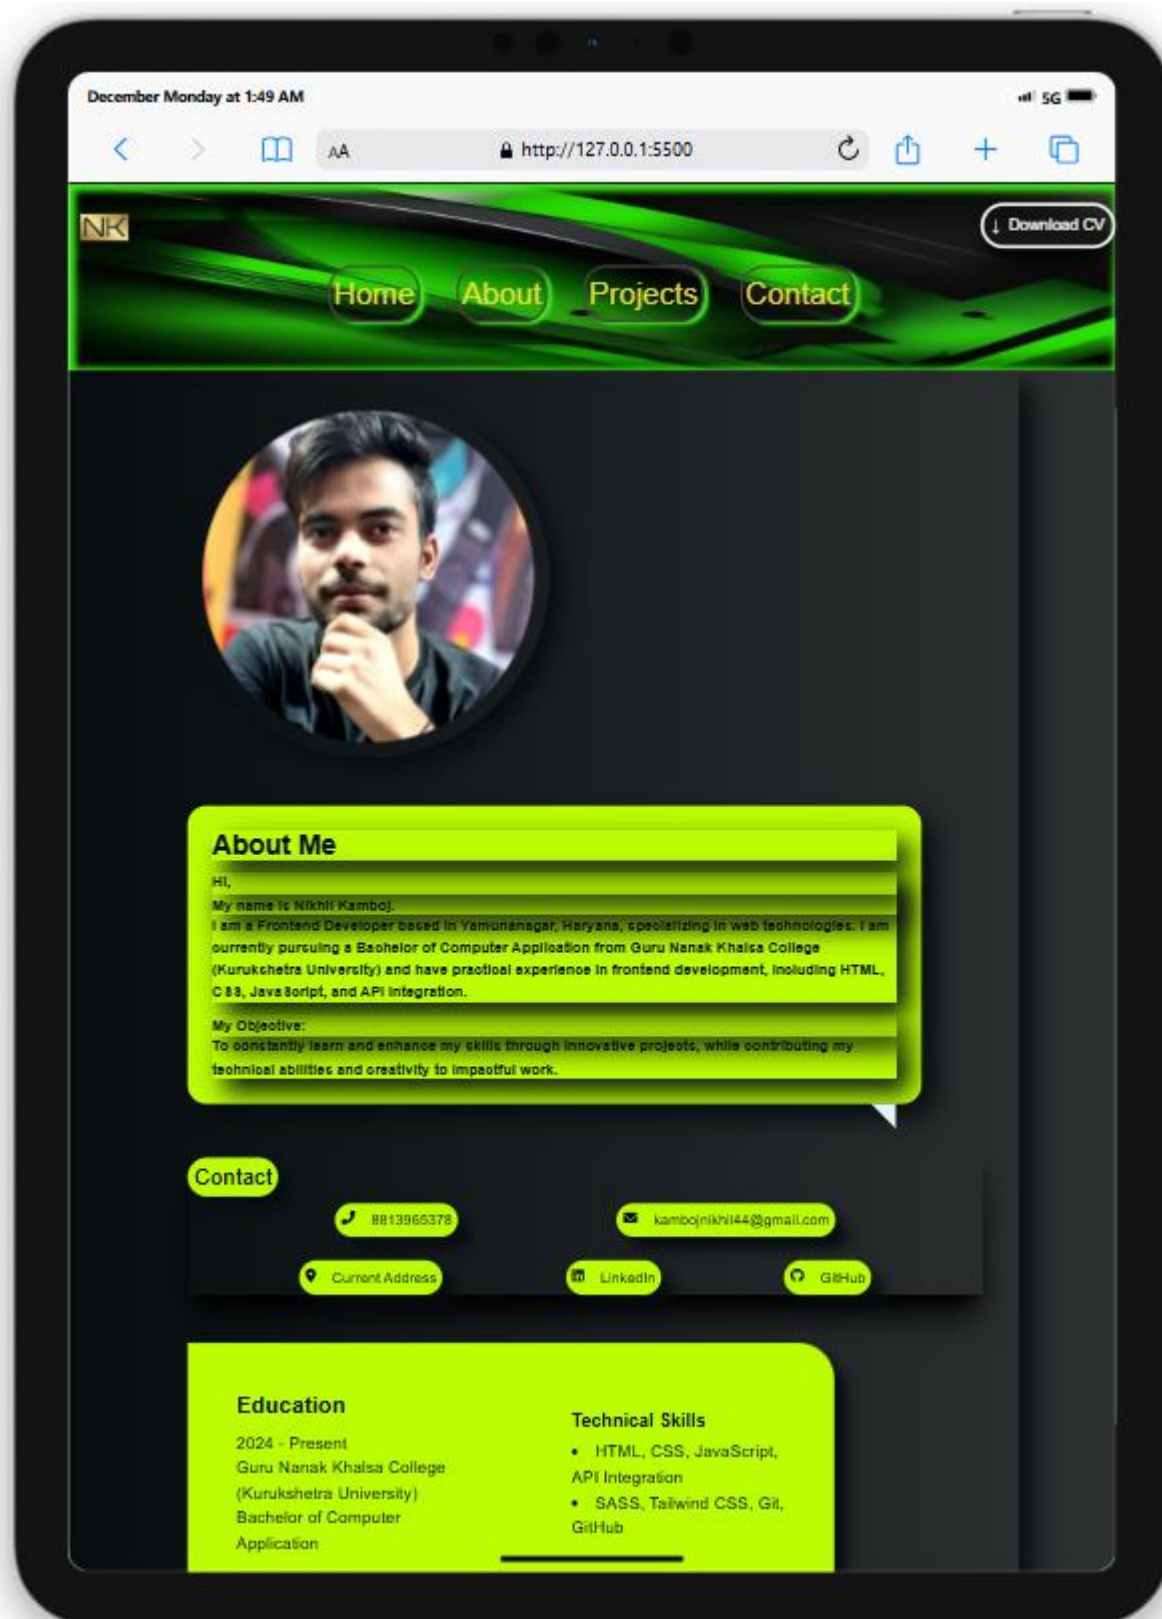 December Monday at 1:49 AM
5G
AA
http://127.0.0.1:5500
NK
↓ Download CV
Home About Projects Contact
About Me
Hi,
My name is Nikhil Kamboj.
I am a Frontend Developer based in Yamunanagar, Haryana, specializing in web technologies. I am
currently pursuing a Bachelor of Computer Application from Guru Nanak Khalsa College
(Kurukshetra University) and have practical experience in frontend development, including HTML,
CSS, JavaScript, and API integration.
My Objective:
To constantly learn and enhance my skills through innovative projects, while contributing my
technical abilities and creativity to impactful work.
Contact
8813965378
kambojnikhil44@gmail.com
Current Address
LinkedIn
GitHub
Education
2024 - Present
Guru Nanak Khalsa College
(Kurukshetra University)
Bachelor of Computer
Application
Technical Skills
• HTML, CSS, JavaScript,
API Integration
• SASS, Tailwind CSS, Git,
GitHub